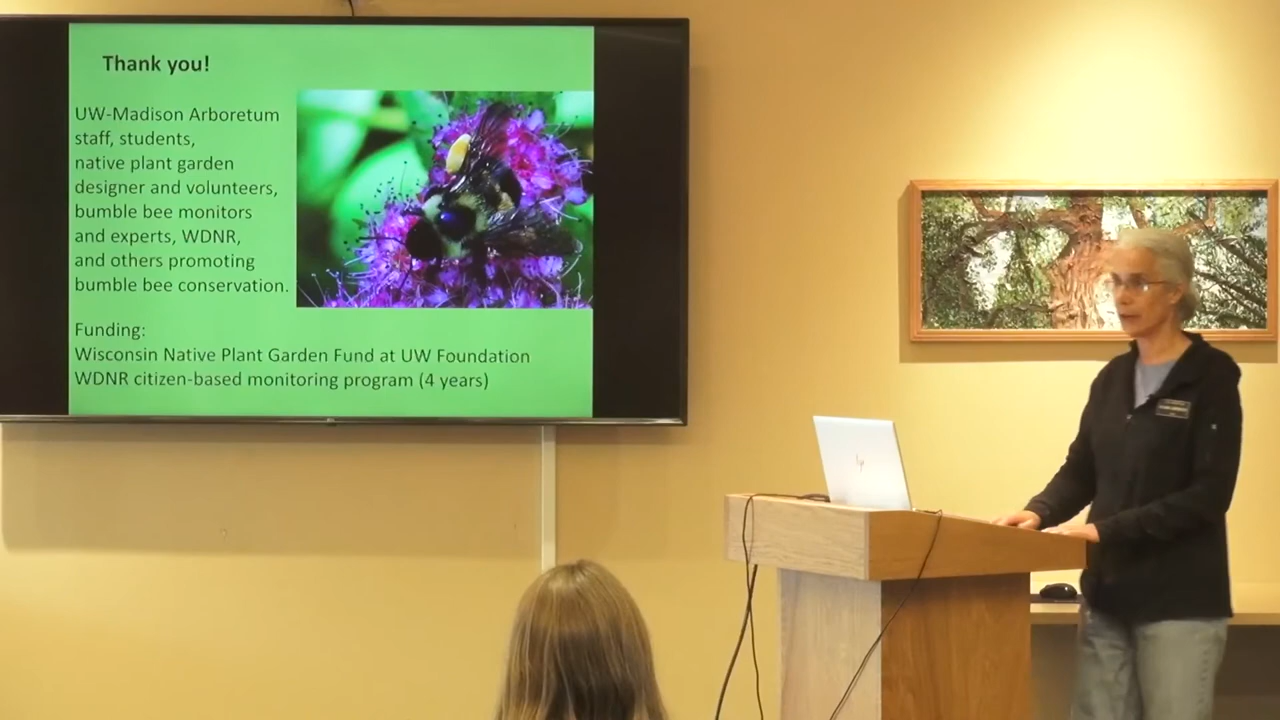 Thank you!
UW-Madison Arboretum
staff, students,
native plant garden
designer and volunteers,
bumble bee monitors
and experts, WDNR,
and others promoting
bumble bee conservation.
Funding:
Wisconsin Native Plant Garden Fund at UW Foundation
WDNR citizen-based monitoring program (4 years)
hp